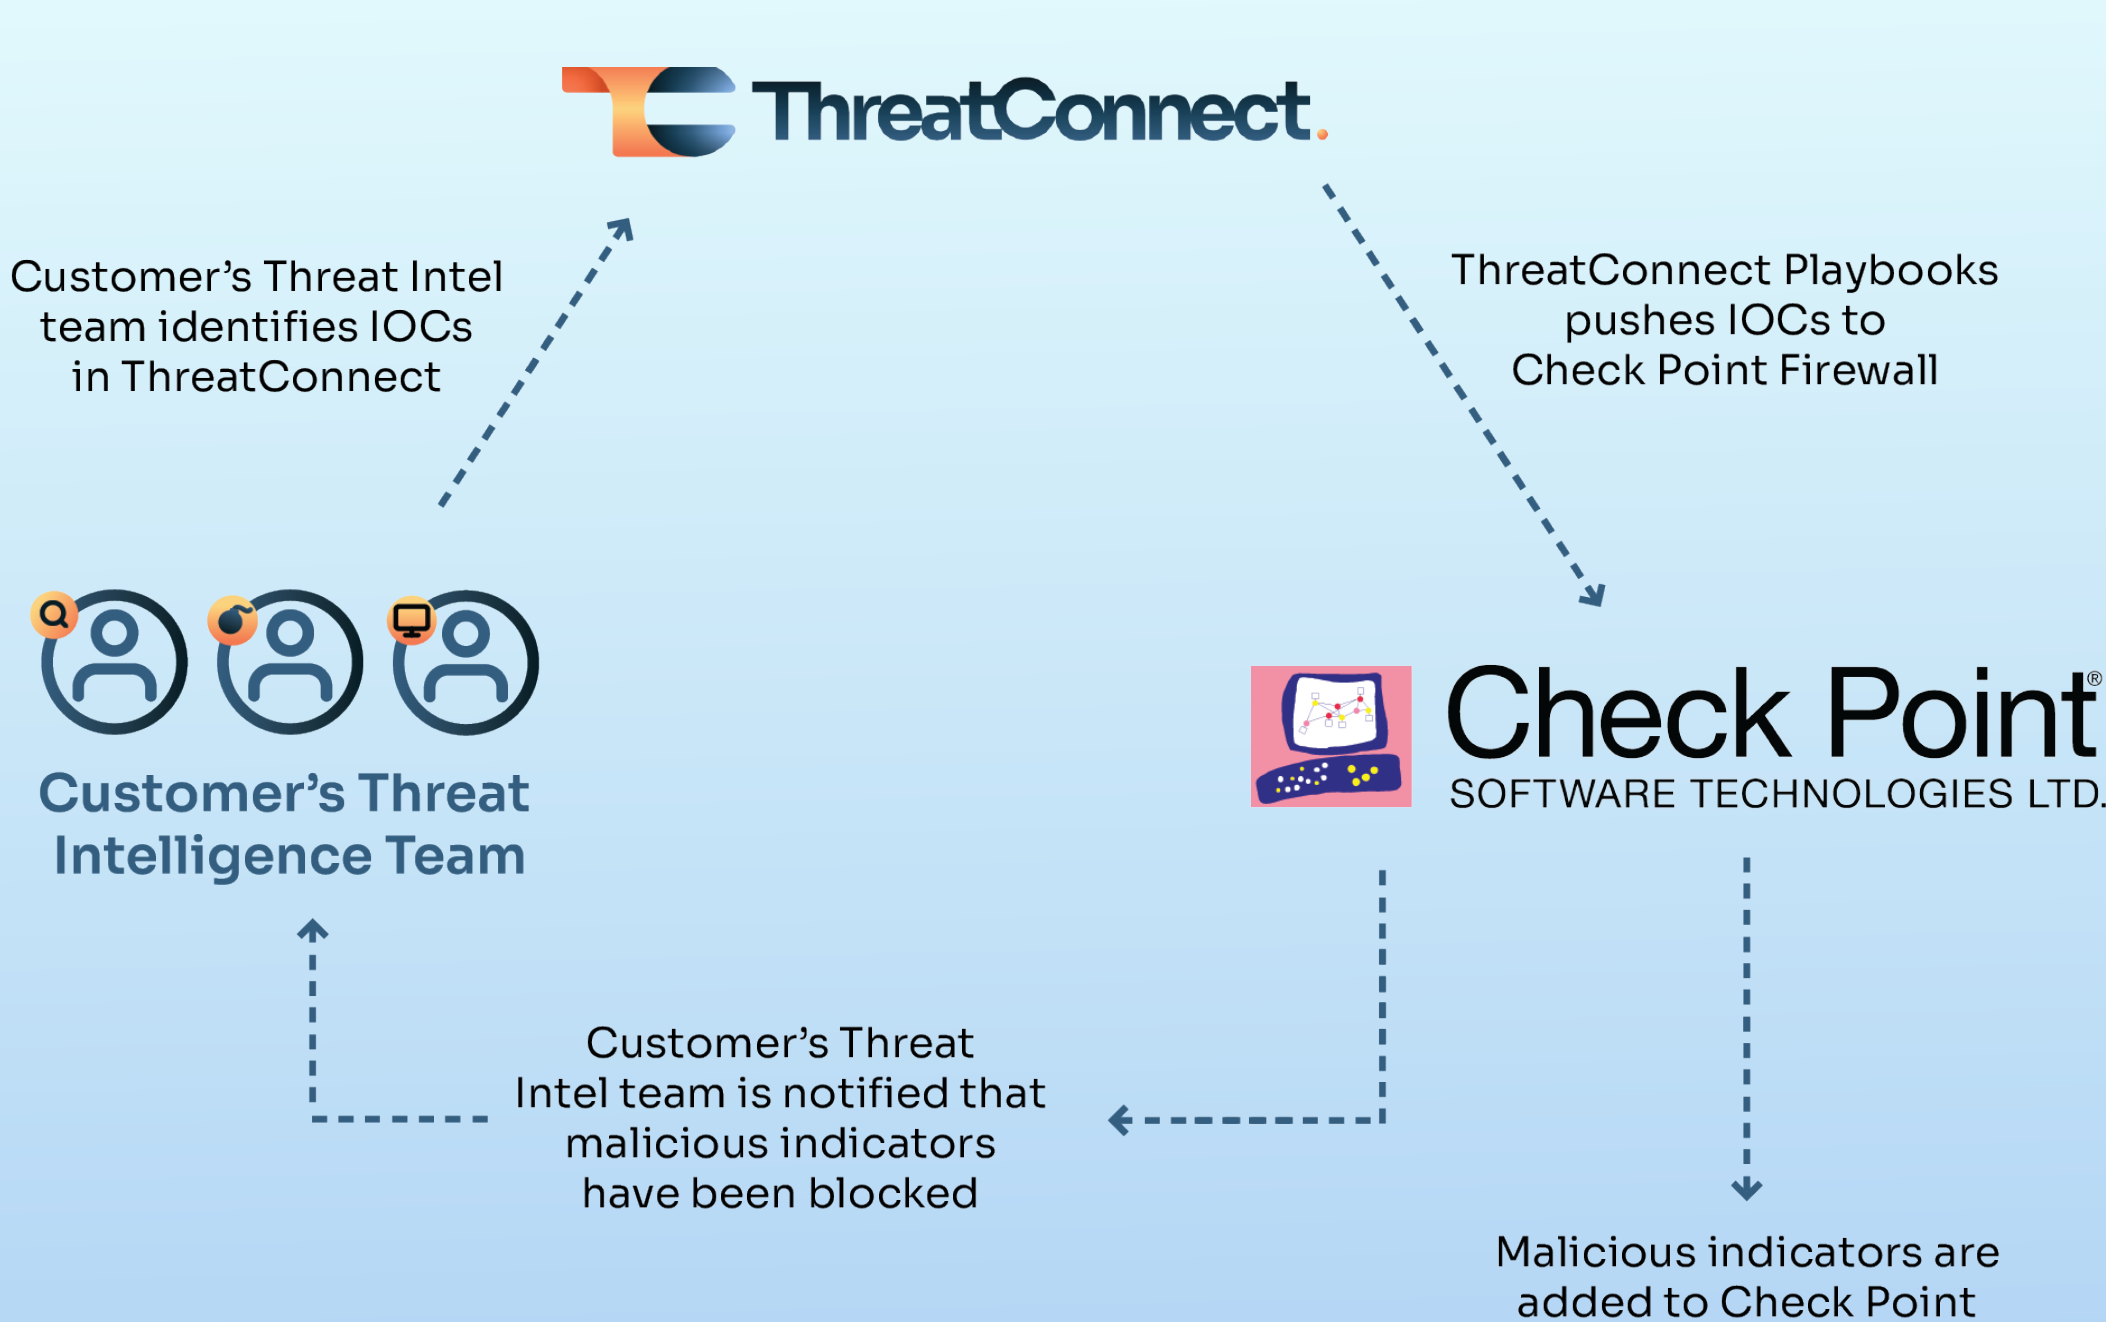 ThreatConnect.
Customer's Threat Intel
team identifies IOCs
in ThreatConnect
ThreatConnect Playbooks
pushes IOCs to
Check Point Firewall
Customer's Threat
Intelligence Team
Check Point®
SOFTWARE TECHNOLOGIES LTD.
Customer's Threat
Intel team is notified that
malicious indicators
have been blocked
Malicious indicators are
added to Check Point